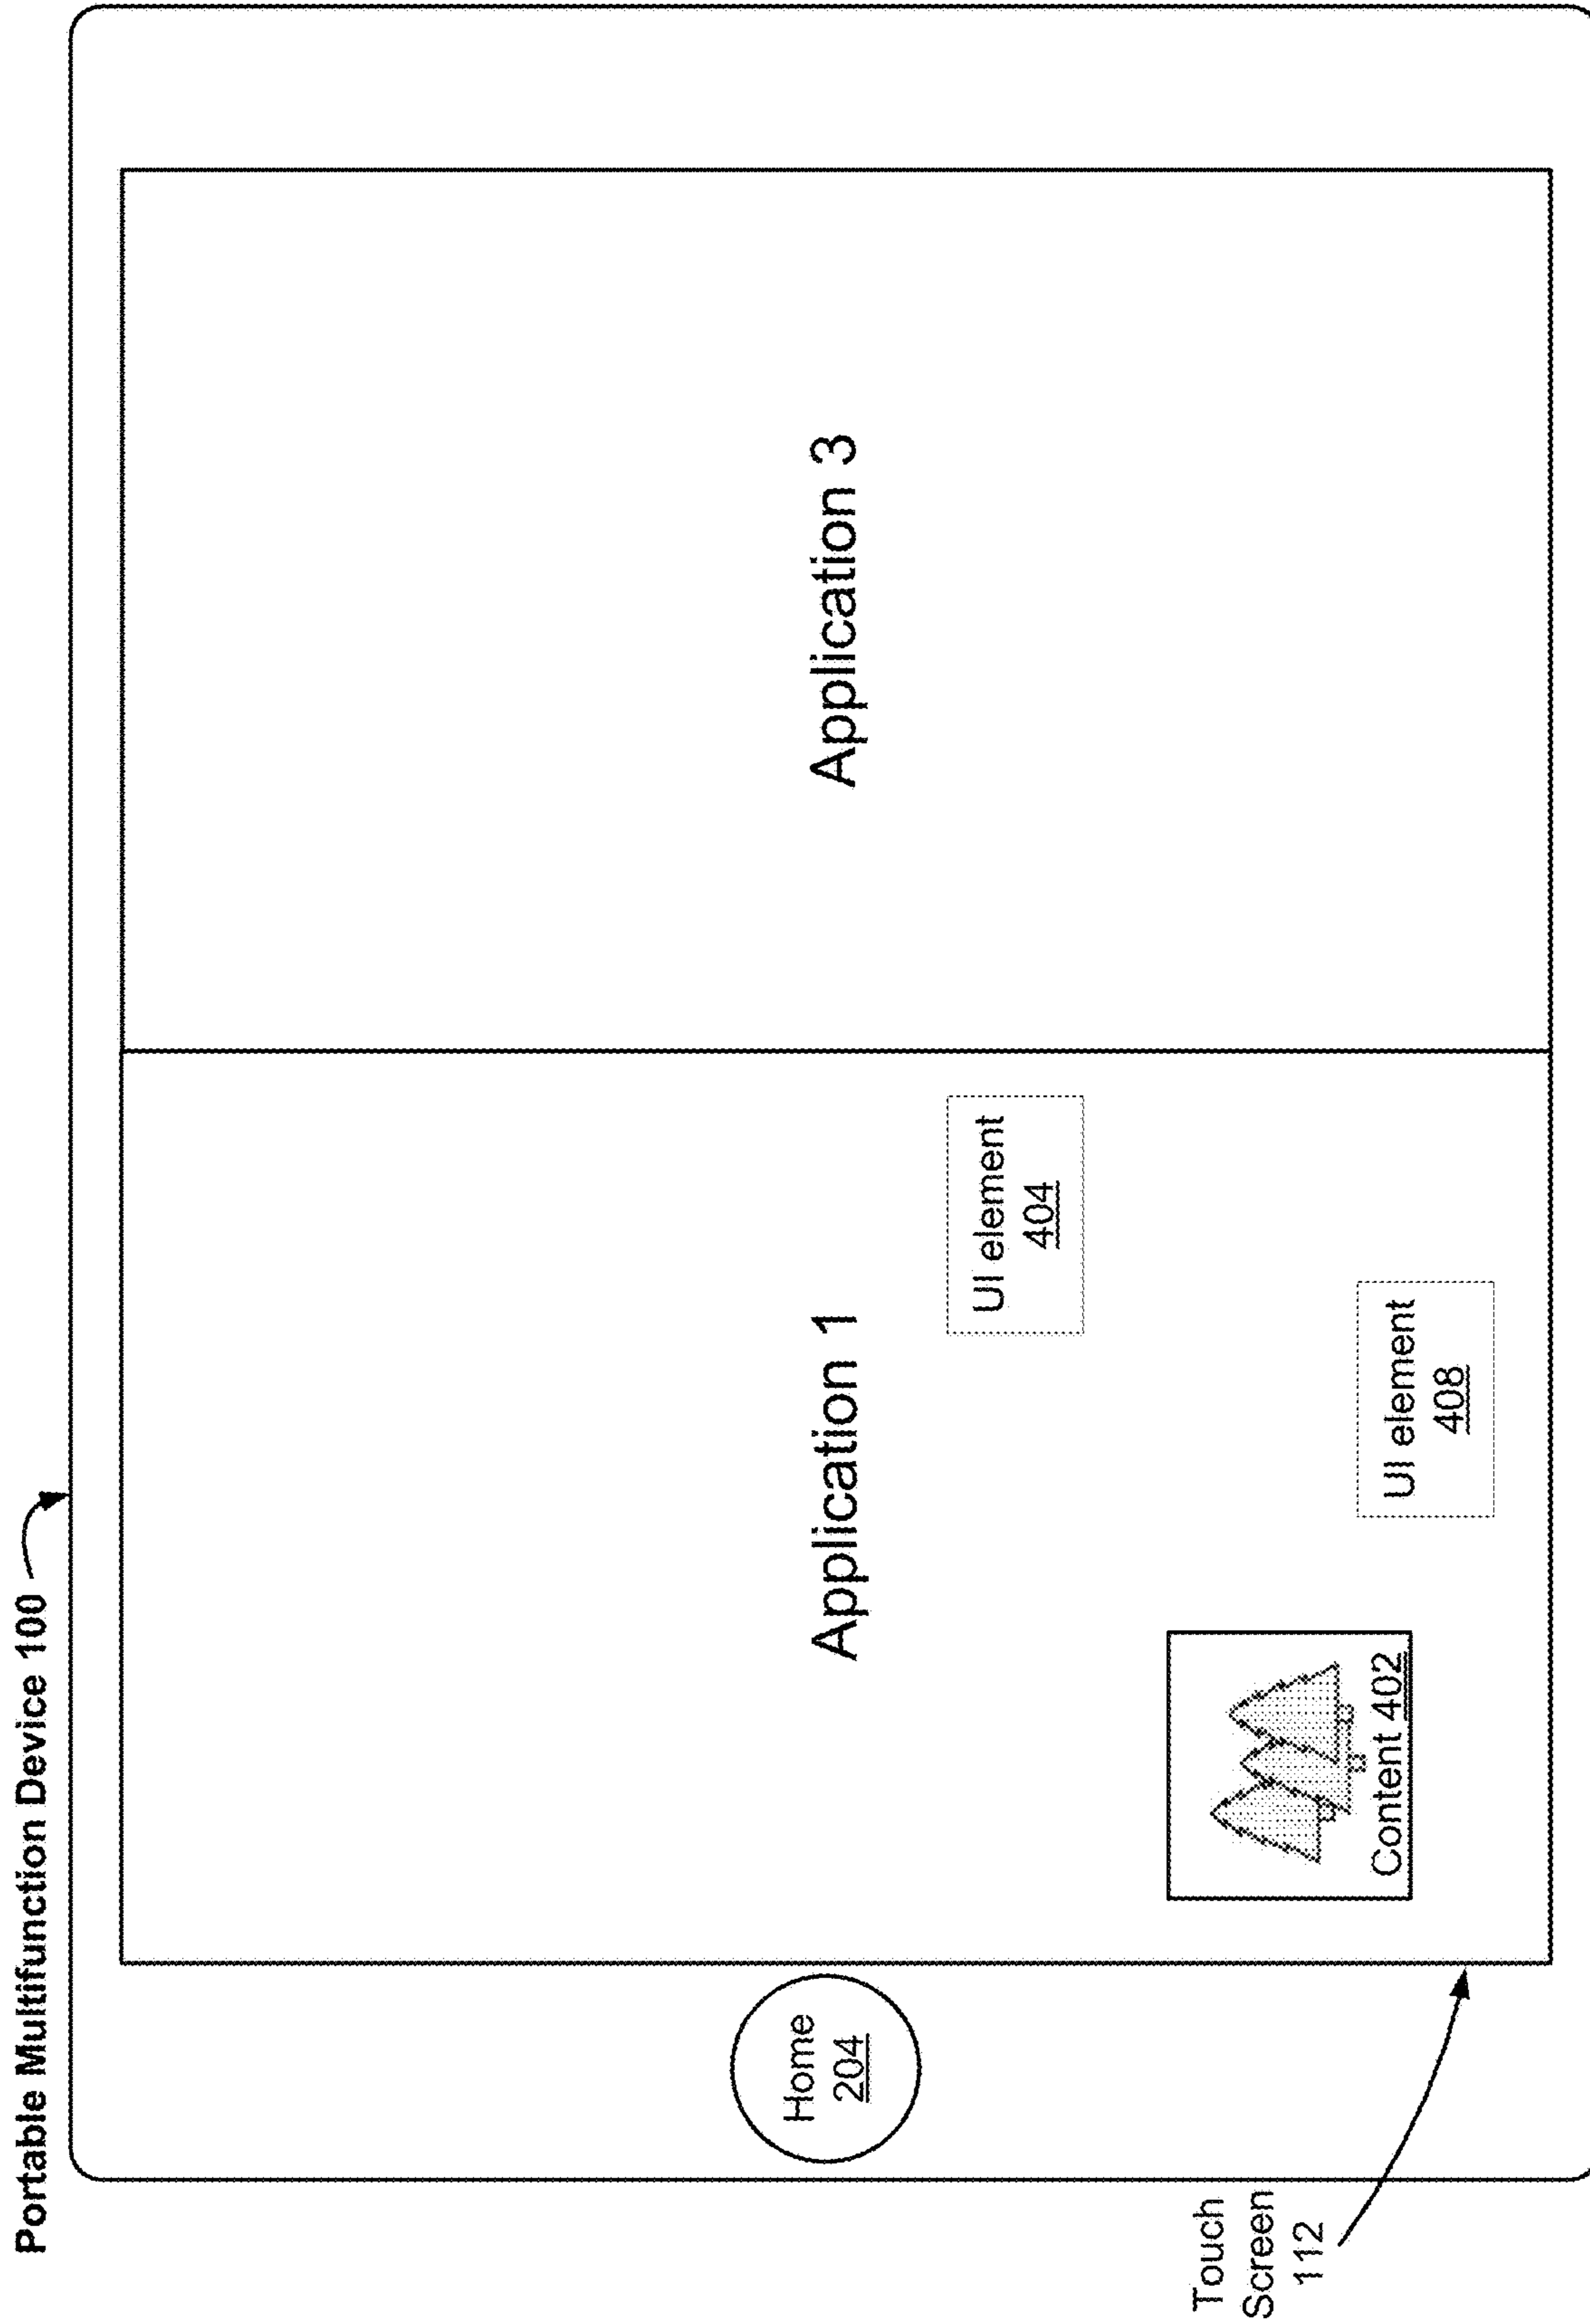 Portable Multifunction Device 100
Home
204
Application 1
Application 3
UI element
404
UI element
408
Content 402
Touch
Screen
112